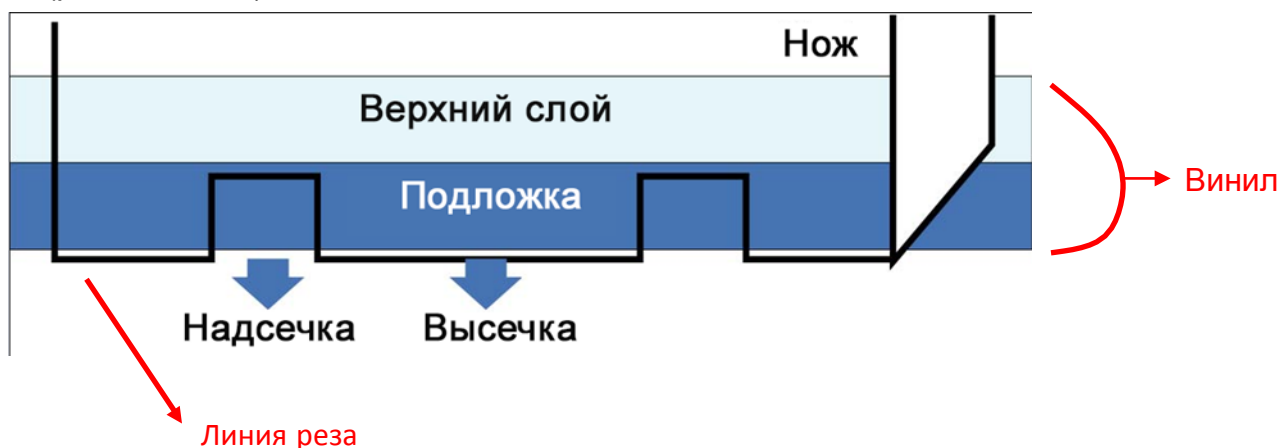 Нож
Верхний слой
Подложка
Винил
Надсечка
Высечка
Линия реза